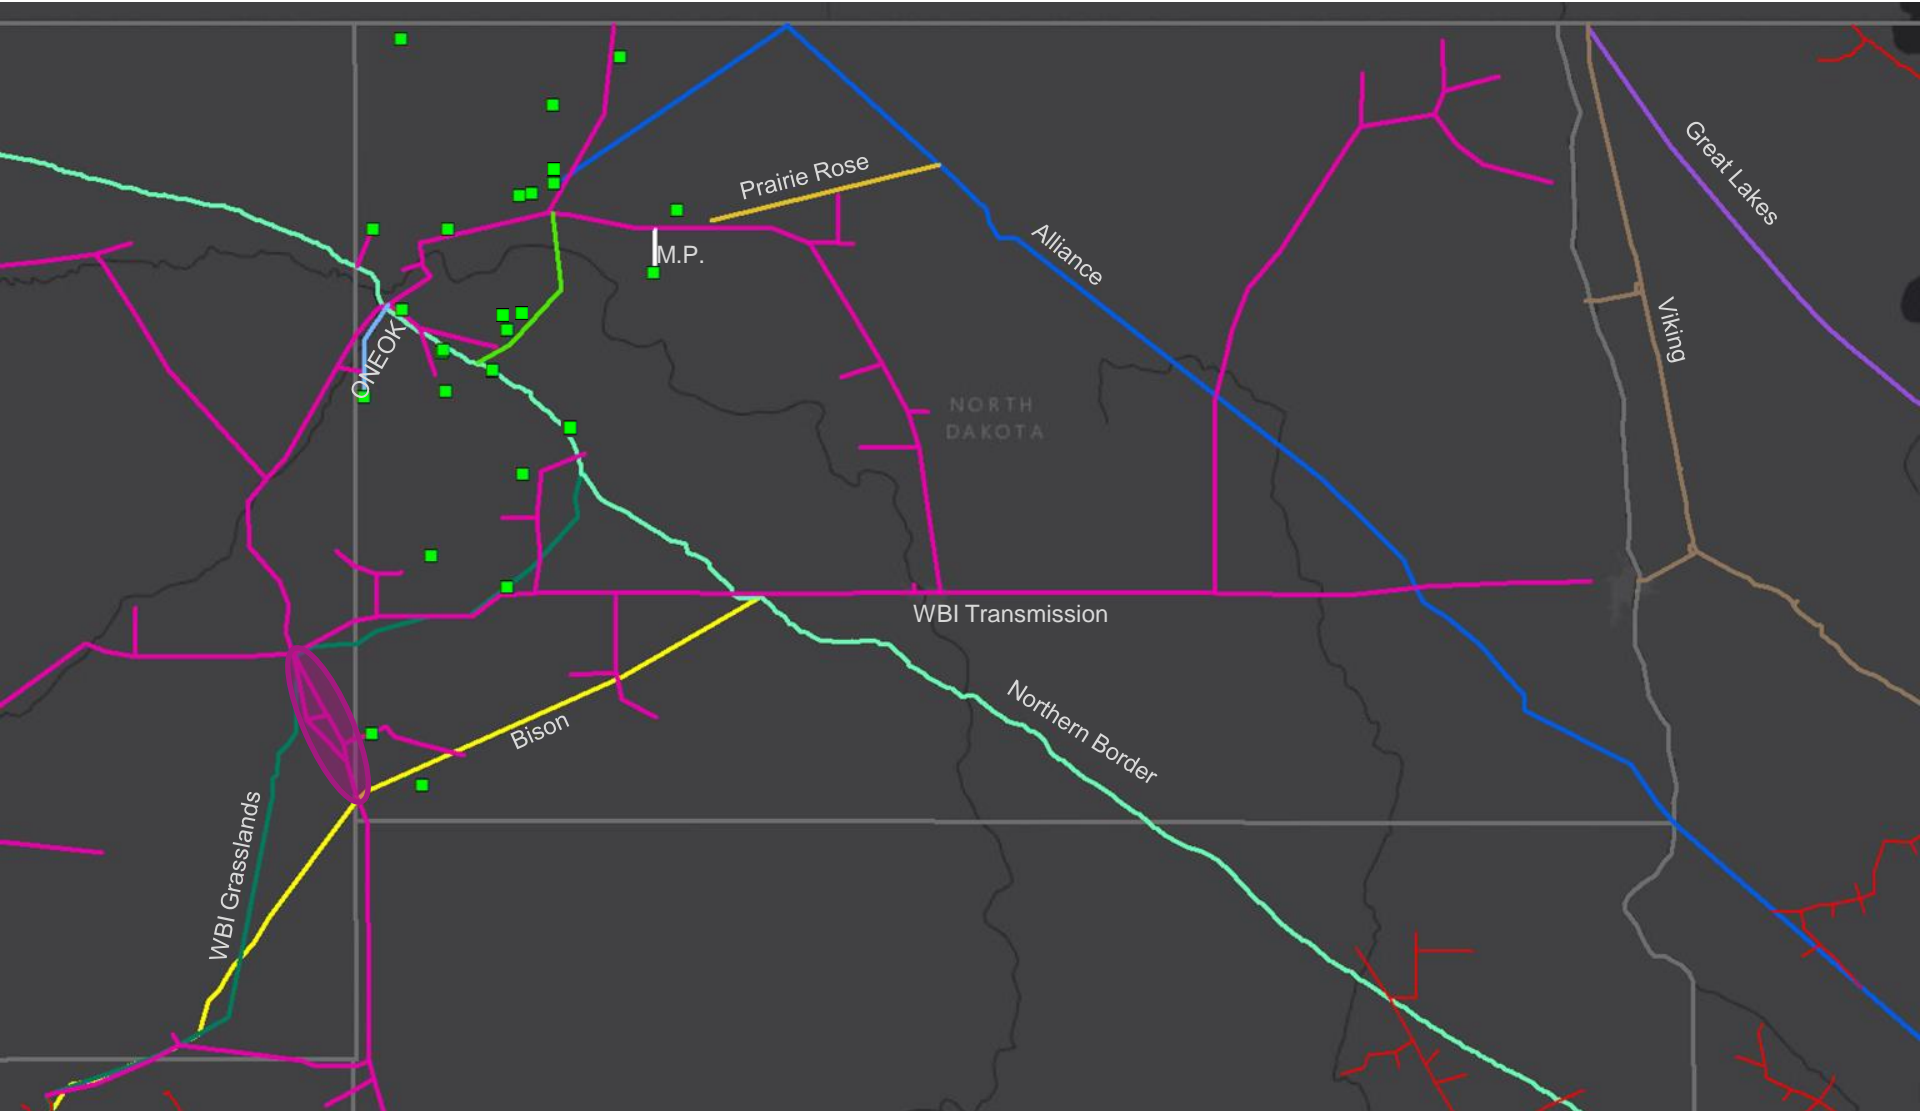 Great Lakes
Prairie Rose
M.P.
Alliance
Viking
ONEOK
NORTH
DAKOTA
WBI Transmission
Northern Border
Bison
WBI Grasslands